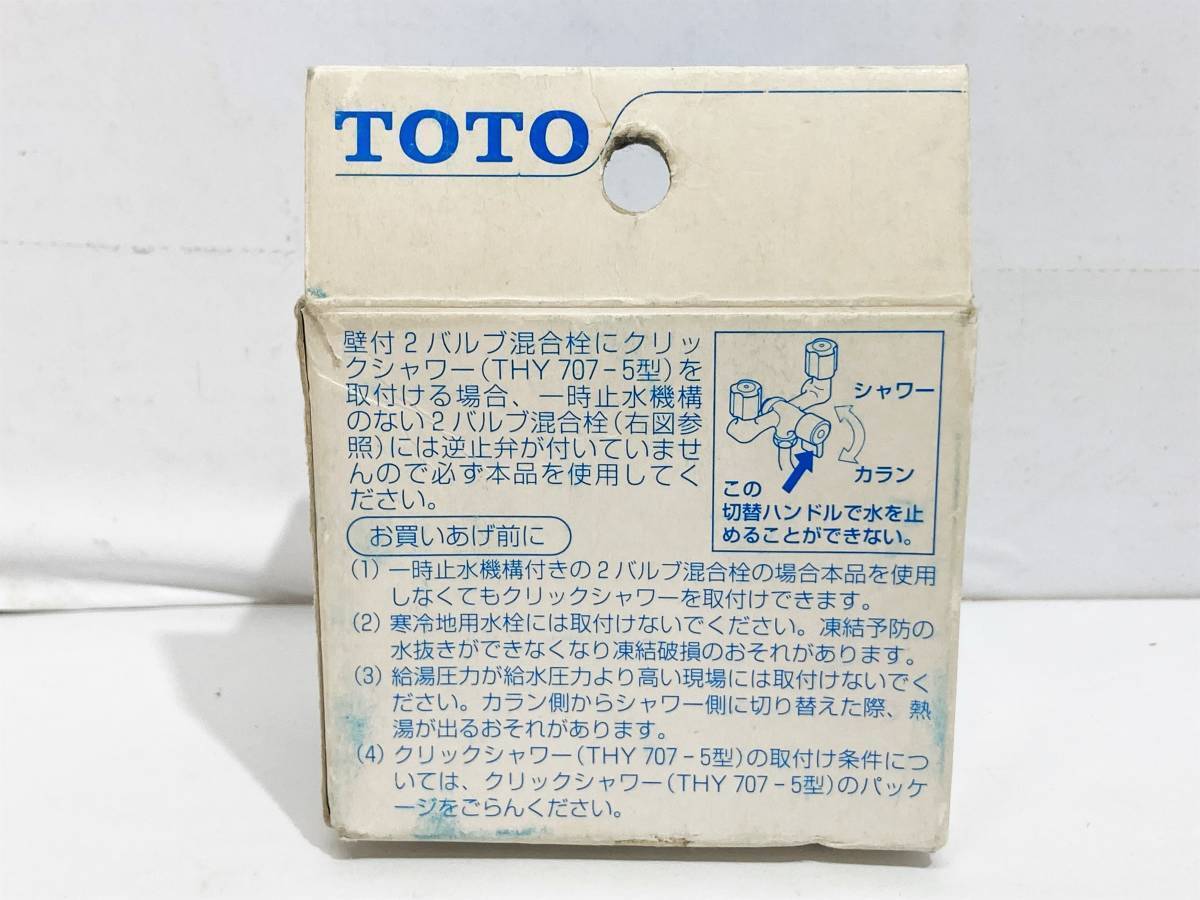 TOTO
壁付2バルブ混合栓にクリッ
クシャワー(THY 707-5型)を
取付ける場合、一時止水機構
のない2バルブ混合栓(右図参
照)には逆止弁が付いていませ
んので必ず本品を使用してく
ださい。
シャワー
カラン
この
切替ハンドルで水を止
めることができない。
お買いあげ前に
(1) 一時止水機構付きの2バルブ混合栓の場合本品を使用
しなくてもクリックシャワーを取付けできます。
(2) 寒冷地用水栓には取付けないでください。凍結予防の
水抜きができなくなり凍結破損のおそれがあります。
(3) 給湯圧力が給水圧力より高い現場には取付けないでく
ださい。カラン側からシャワー側に切り替えた際、熱
湯が出るおそれがあります。
(4) クリックシャワー(THY 707-5型)の取付け条件につ
いては、クリックシャワー(THY 707-5型)のパッケ
ージをごらんください。